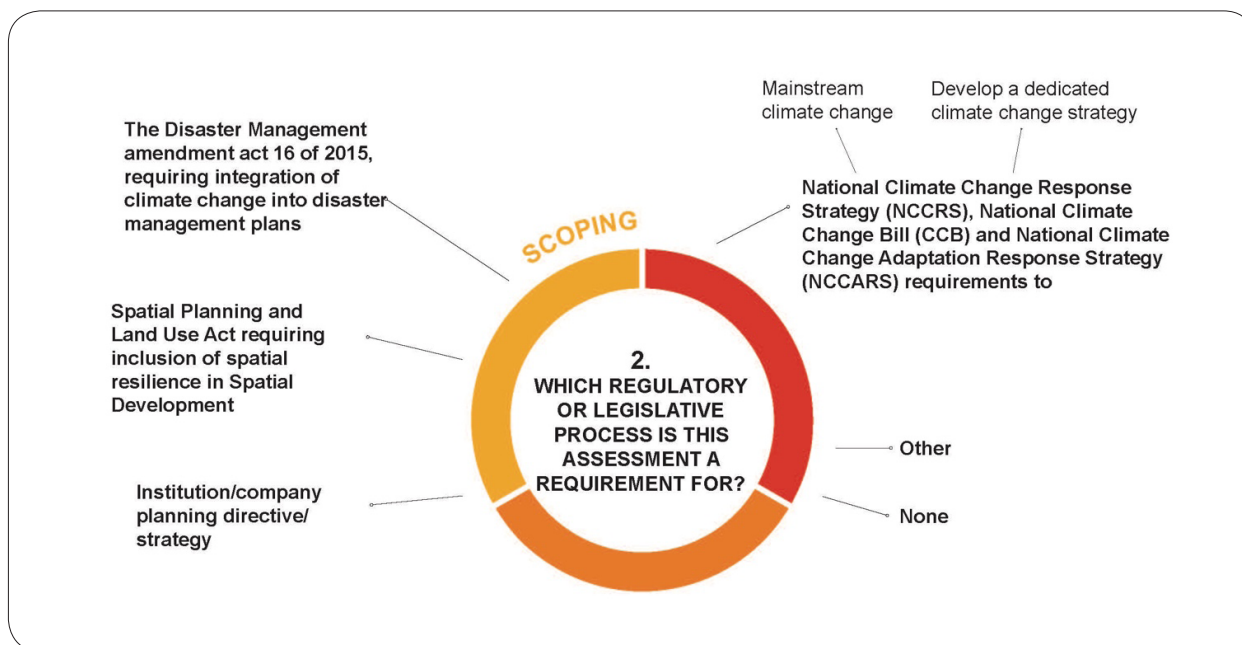 Mainstream
climate change
Develop a dedicated
climate change strategy
The Disaster Management
amendment act 16 of 2015,
requiring integration of
climate change into disaster
management plans
National Climate Change Response
Strategy (NCCRS), National Climate
Change Bill (CCB) and National Climate
Change Adaptation Response Strategy
(NCCARS) requirements to
SCOPING
Spatial Planning and
Land Use Act requiring
inclusion of spatial
resilience in Spatial
Development
2.
WHICH REGULATORY
OR LEGISLATIVE
PROCESS IS THIS
ASSESSMENT A
REQUIREMENT FOR?
Other
Institution/company
planning directive/
strategy
None